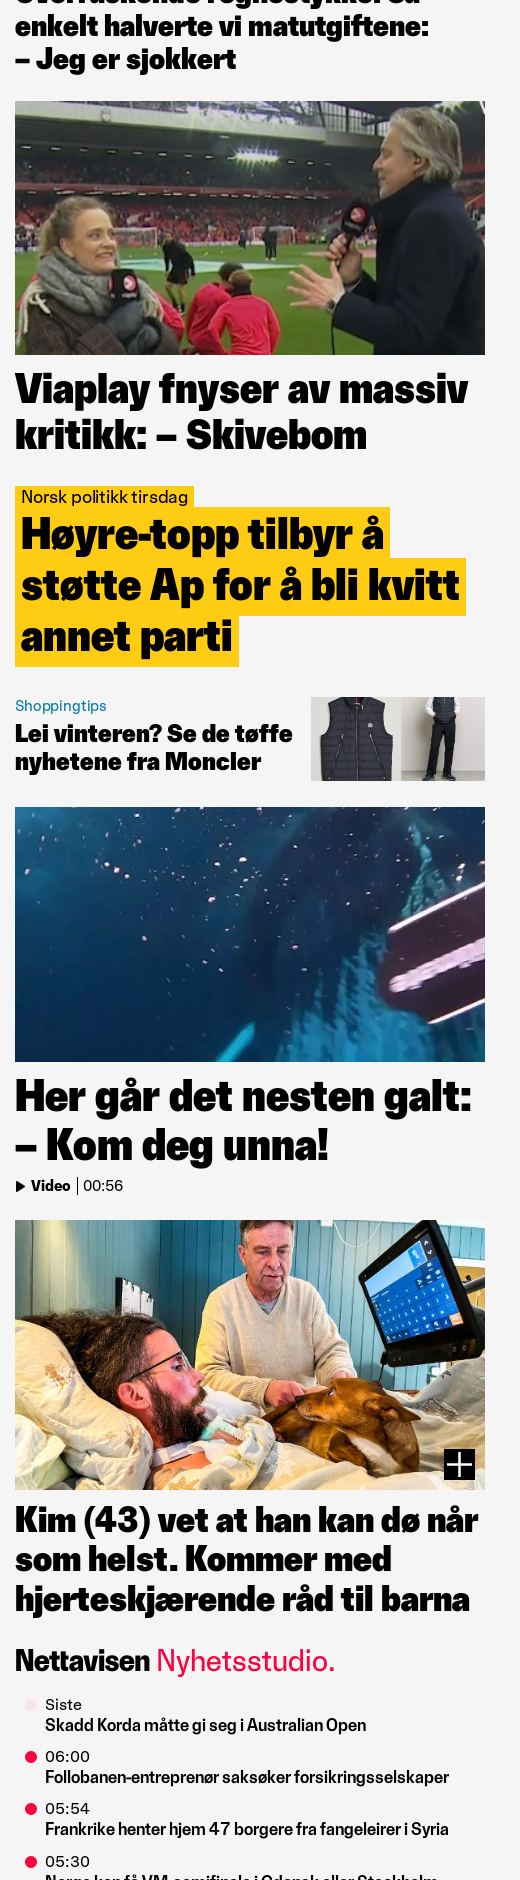 enkelt halverte vi matutgiftene:
– Jeg er sjokkert
Viaplay fnyser av massiv
kritikk: – Skivebom
Norsk politikk tirsdag
Høyre-topp tilbyr å
støtte Ap for å bli kvitt
annet parti
Shoppingtips
Lei vinteren? Se de tøffe
nyhetene fra Moncler
Her går det nesten galt:
– Kom deg unna!
Video | 00:56
Kim (43) vet at han kan dø når
som helst. Kommer med
hjerteskjærende råd til barna
Nettavisen Nyhetsstudio.
Siste
Skadd Korda måtte gi seg i Australian Open
06:00
Follobanen-entreprenør saksøker forsikringsselskaper
05:54
Frankrike henter hjem 47 borgere fra fangeleirer i Syria
05:30